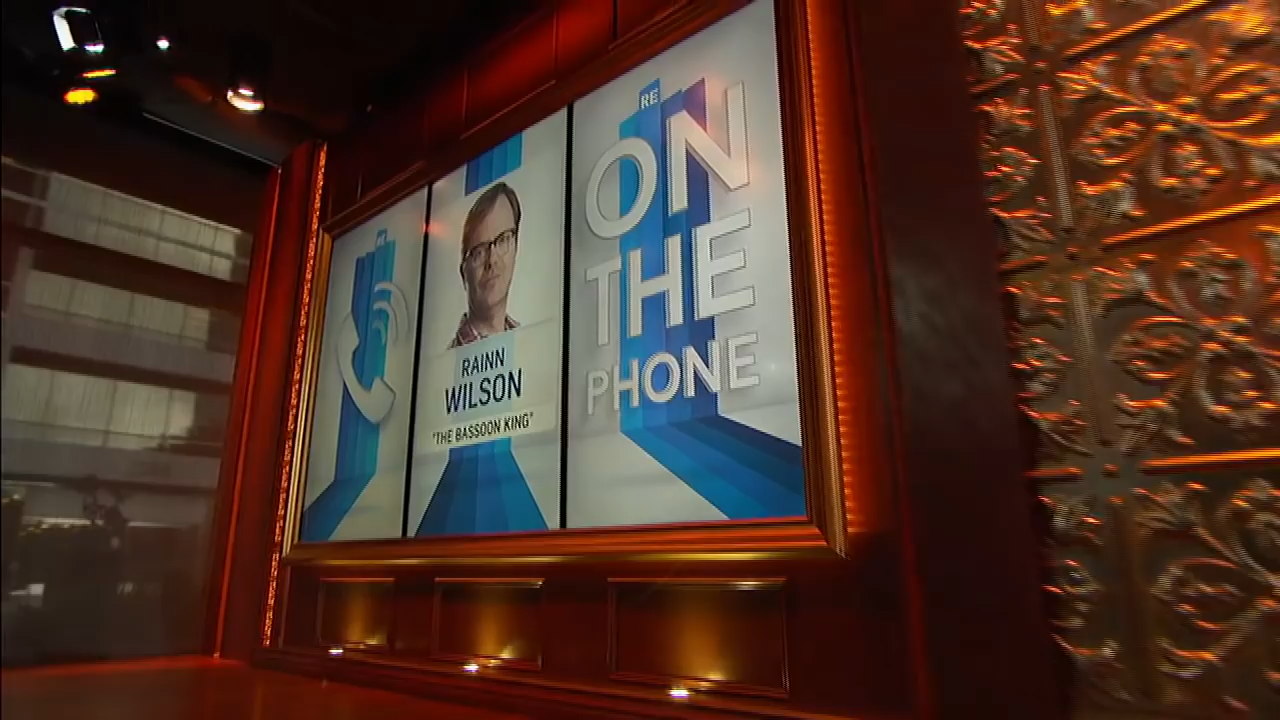 RE
RAINN
WILSON
"THE BASSOON KING"
RE
ON
THE
PHONE